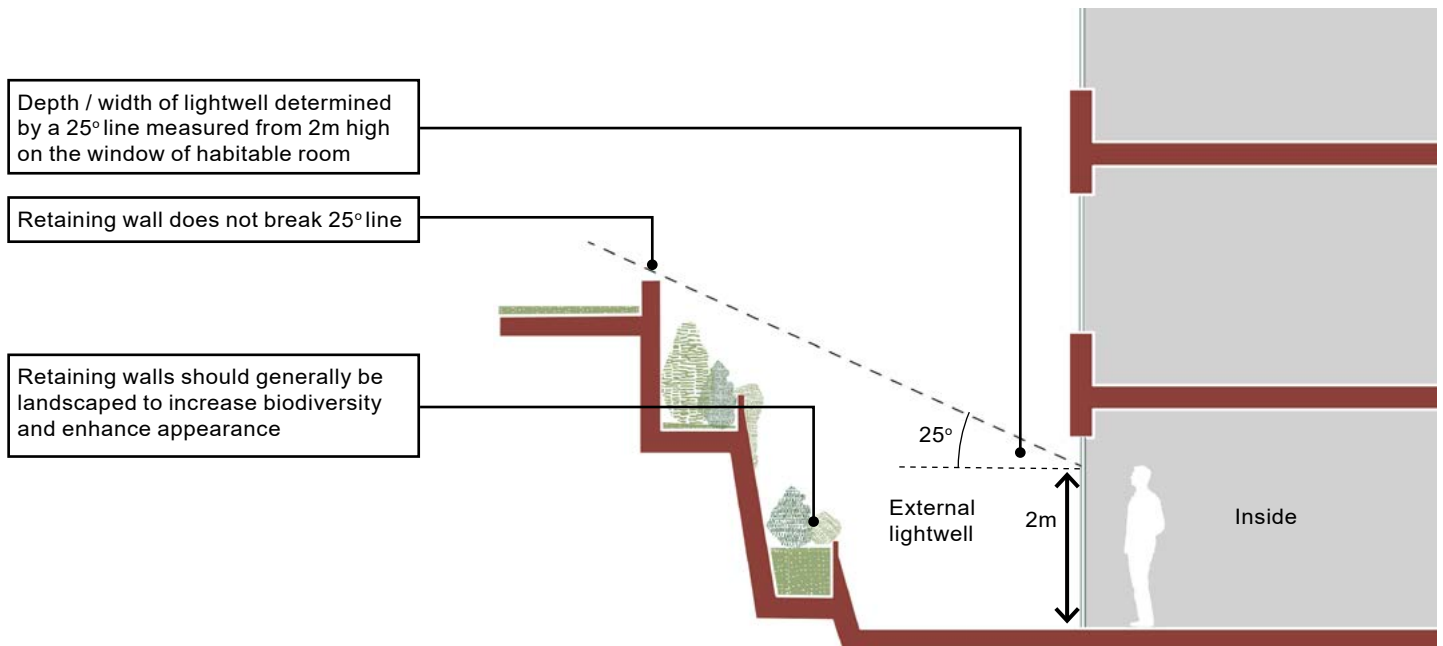 Depth / width of lightwell determined
by a 25° line measured from 2m high
on the window of habitable room
Retaining wall does not break 25° line
Retaining walls should generally be
landscaped to increase biodiversity
and enhance appearance
25°
External
lightwell
2m
Inside